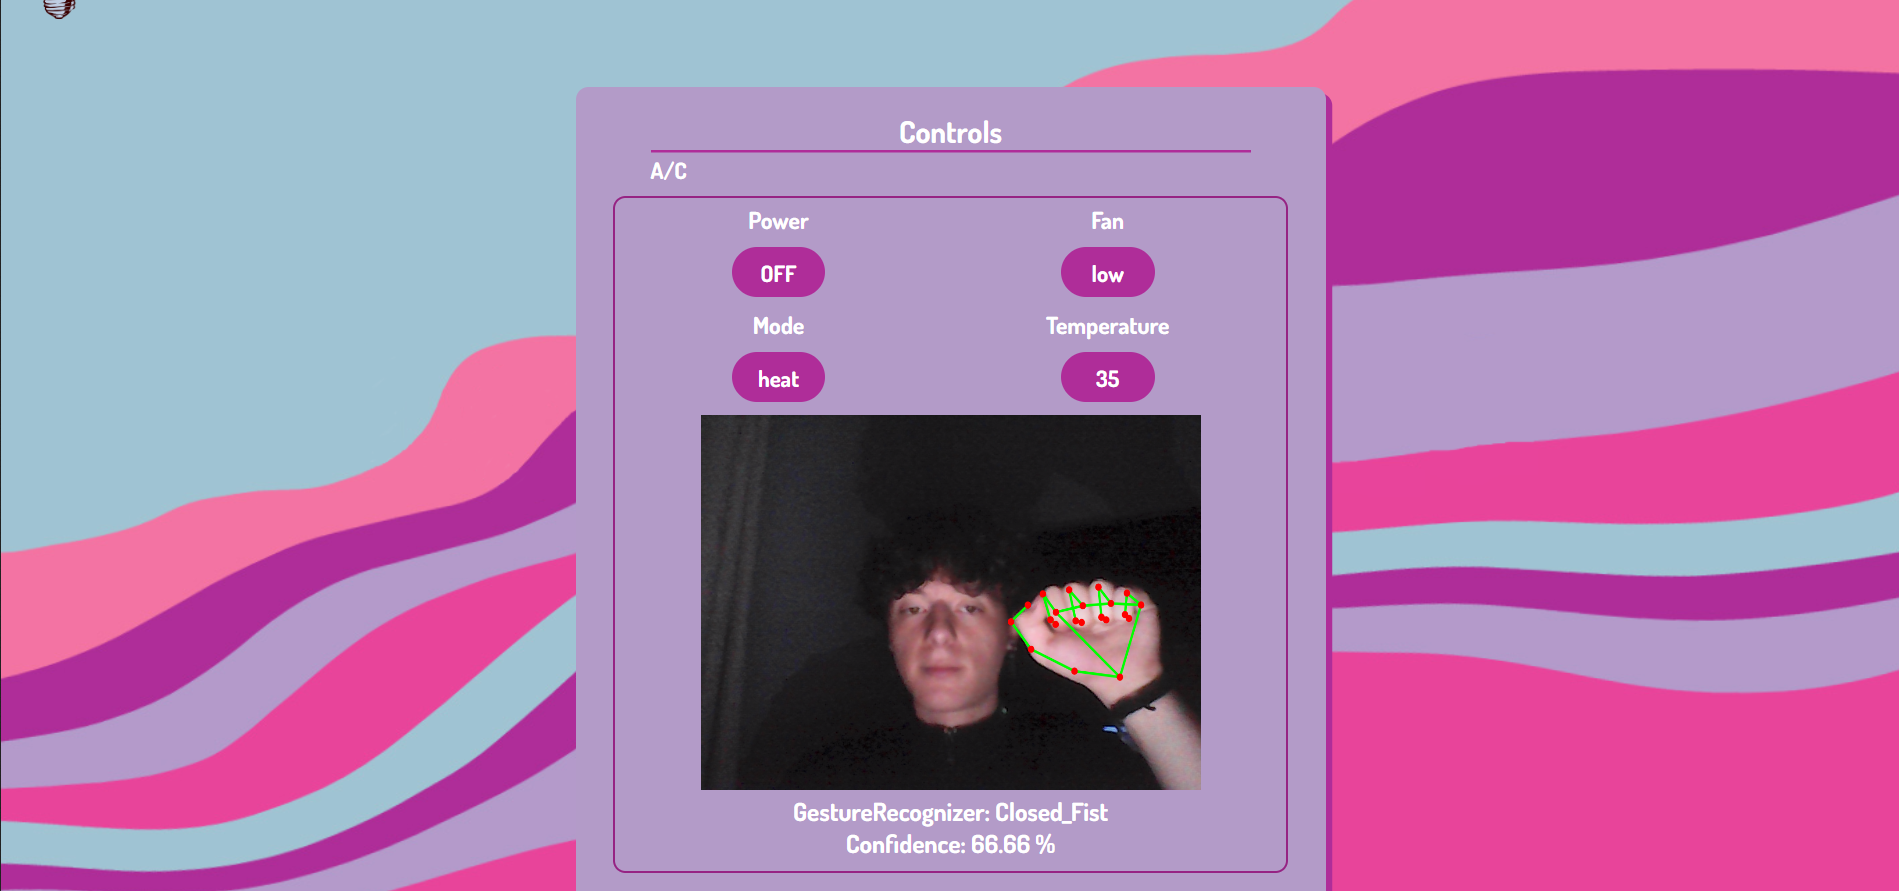 Controls
A/C
Power
Fan
OFF
low
Mode
Temperature
heat
35
GestureRecognizer: Closed_Fist
Confidence: 66.66 %